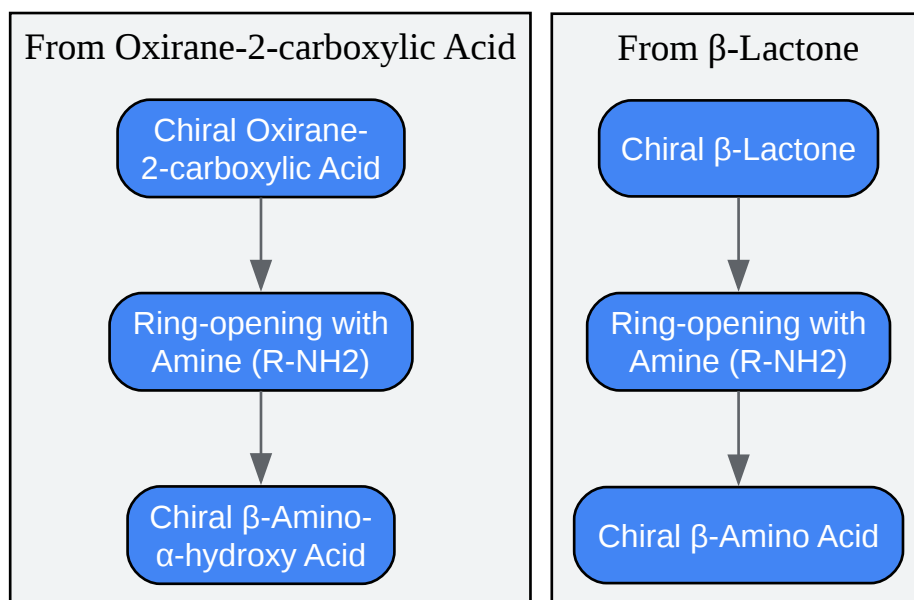 From Oxirane-2-carboxylic Acid
Chiral Oxirane-
2-carboxylic Acid
Ring-opening with
Amine (R-NH2)
Chiral β-Amino-
α-hydroxy Acid
From β-Lactone
Chiral β-Lactone
Ring-opening with
Amine (R-NH2)
Chiral β-Amino Acid